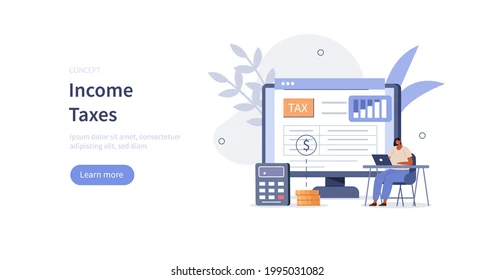 CONCEPT
Income
Taxes
Ipsum dolor sit amet, consectetuer
adipiscing elit, sed diam
Learn more
TAX
$
shutterstock.com · 1995031082